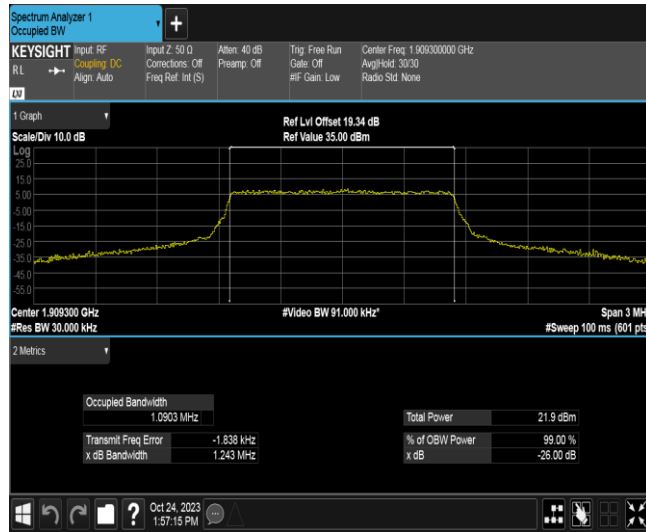 Spectrum Analyzer 1
Occupied BW
+
KEYSIGHT Input: RF Input Z: 50 Ω Atten: 40 dB Trig: Free Run Center Freq: 1.909300000 GHz
RL Coupling: DC Corrections: Off Preamp: Off Gate: Off Avg|Hold: 30/30
Align: Auto Freq Ref: Int (S) #IF Gain: Low Radio Std: None
LXI
1 Graph
Ref Lvl Offset 19.34 dB
Scale/Div 10.0 dB Ref Value 35.00 dBm
Log
25.0
15.0
5.00
-5.00
-15.0
-25.0
-35.0
-45.0
-55.0
Center 1.909300 GHz #Video BW 91.000 kHz* Span 3 MH
#Res BW 30.000 kHz #Sweep 100 ms (601 pts
2 Metrics
Occupied Bandwidth
1.0903 MHz Total Power 21.9 dBm
Transmit Freq Error -1.838 kHz % of OBW Power 99.00 %
x dB Bandwidth 1.243 MHz x dB -26.00 dB
?
Oct 24, 2023
1:57:15 PM